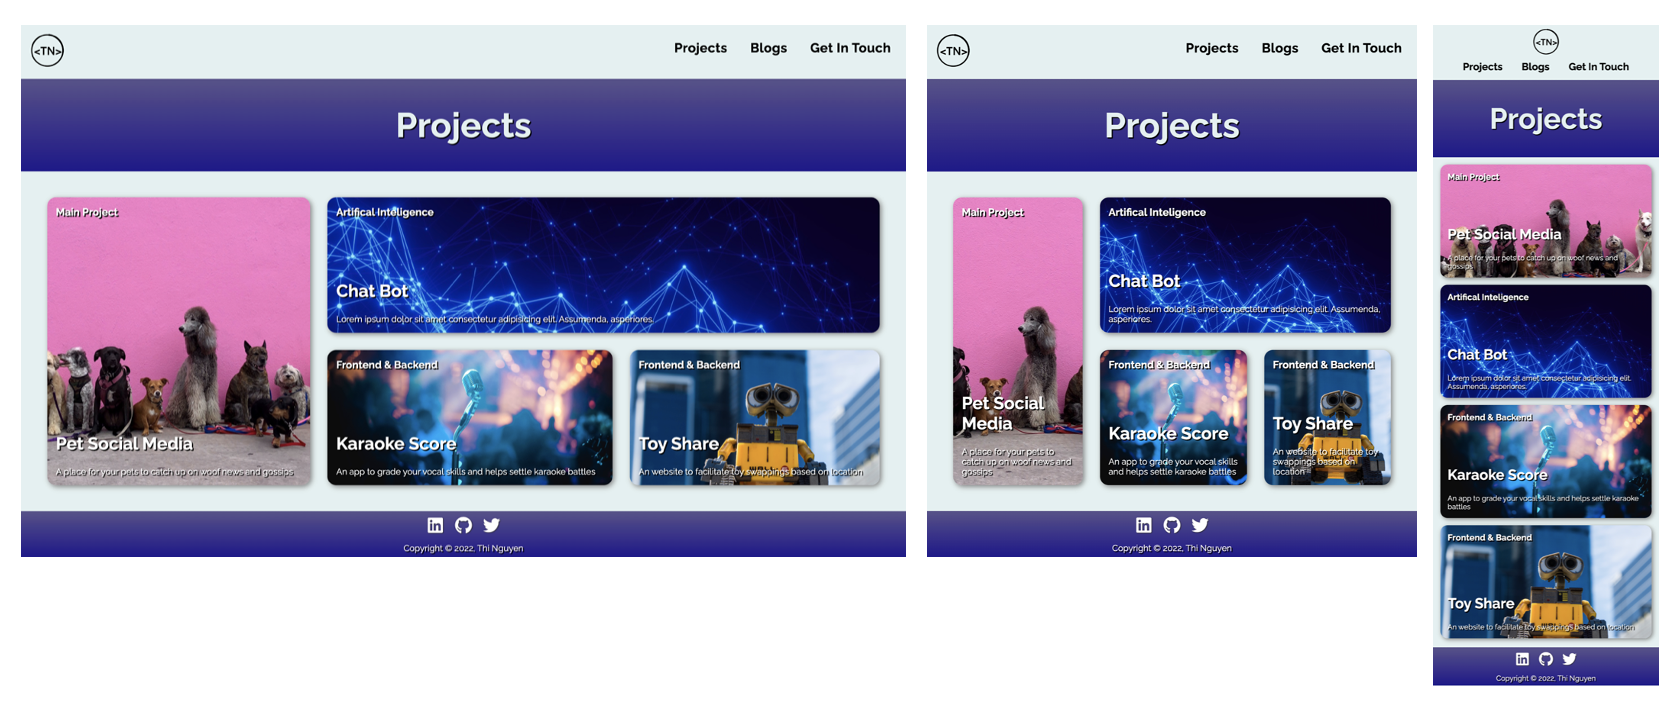 <TN>
Projects Blogs Get In Touch
Projects
Main Project
Pet Social Media
A place for your pets to catch up on woof news and gossips
Artifical Inteligence
Chat Bot
Lorem ipsum dolor sit amet consectetur adipisicing elit. Assumenda, asperiores.
Frontend & Backend
Karaoke Score
An app to grade your vocal skills and helps settle karaoke battles
Frontend & Backend
Toy Share
An website to facilitate toy swappings based on location
Copyright © 2022, Thi Nguyen
<TN>
Projects Blogs Get In Touch
Projects
Main Project
Pet Social
Media
A place for your pets to
catch up on woof news and
gossips
Artifical Inteligence
Chat Bot
Lorem ipsum dolor sit amet consectetur adipisicing elit. Assumenda,
asperiores.
Frontend & Backend
Karaoke Score
An app to grade your vocal skills
and helps settle karaoke battles
Frontend & Backend
Toy Share
An website to facilitate toy
swappings based on
location
Copyright © 2022, Thi Nguyen
<TN>
Projects Blogs Get In Touch
Projects
Main Project
Pet Social Media
A place for your pets to catch up on woof news and
gossips
Artifical Inteligence
Chat Bot
Lorem ipsum dolor sit amet consectetur adipisicing elit.
Assumenda, asperiores.
Frontend & Backend
Karaoke Score
An app to grade your vocal skills and helps settle karaoke
battles
Frontend & Backend
Toy Share
An website to facilitate toy swappings based on location
Copyright © 2022, Thi Nguyen